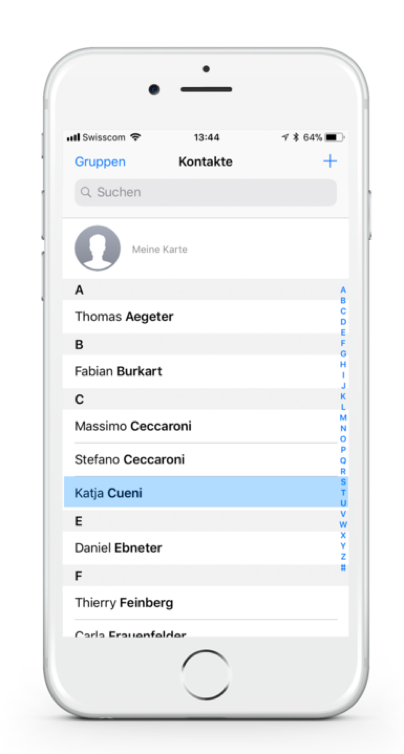 Swisscom 13:44 64%
Gruppen Kontakte +
Suchen
Meine Karte
A
Thomas Aegeter
B
Fabian Burkart
C
Massimo Ceccaroni
Stefano Ceccaroni
Katja Cueni
E
Daniel Ebneter
F
Thierry Feinberg
Carla Frauenfelder
A
B
C
D
E
F
G
H
I
J
K
L
M
N
O
P
Q
R
S
T
U
V
W
X
Y
Z
#